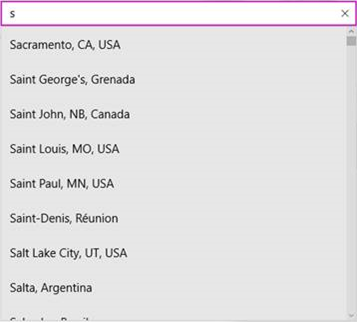 s
Sacramento, CA, USA
Saint George's, Grenada
Saint John, NB, Canada
Saint Louis, MO, USA
Saint Paul, MN, USA
Saint-Denis, Réunion
Salt Lake City, UT, USA
Salta, Argentina